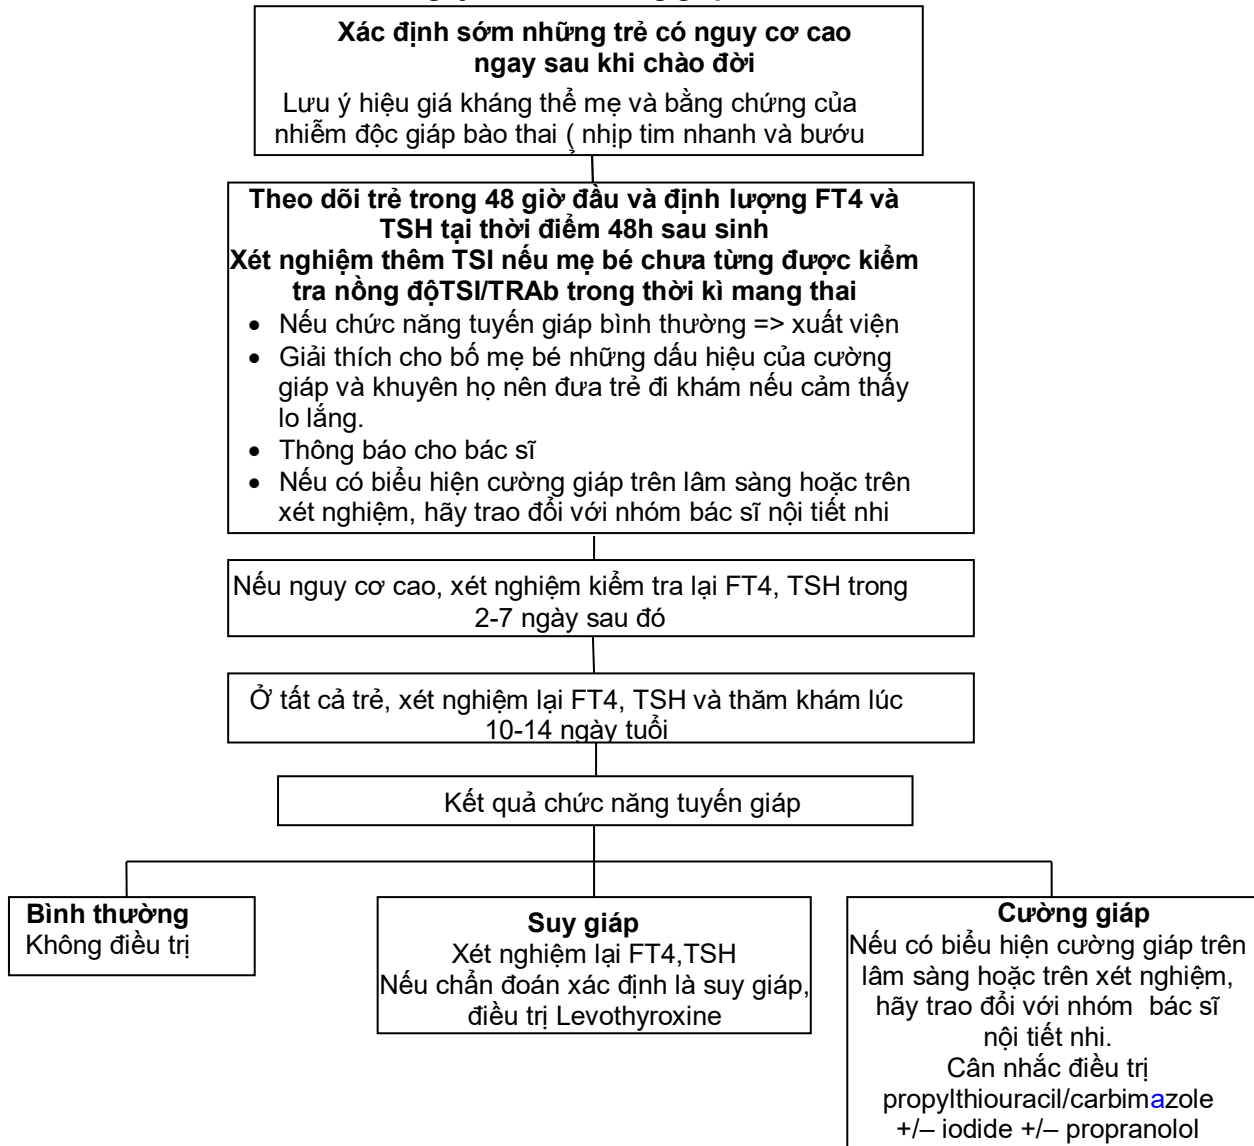 Xác định sớm những trẻ có nguy cơ cao
ngay sau khi chào đời
Lưu ý hiệu giá kháng thể mẹ và bằng chứng của
nhiễm độc giáp bào thai ( nhịp tim nhanh và bướu
Theo dõi trẻ trong 48 giờ đầu và định lượng FT4 và
TSH tại thời điểm 48h sau sinh
Xét nghiệm thêm TSI nếu mẹ bé chưa từng được kiểm
tra nồng độTSI/TRAb trong thời kì mang thai
• Nếu chức năng tuyến giáp bình thường => xuất viện
• Giải thích cho bố mẹ bé những dấu hiệu của cường
giáp và khuyên họ nên đưa trẻ đi khám nếu cảm thấy
lo lắng.
• Thông báo cho bác sĩ
• Nếu có biểu hiện cường giáp trên lâm sàng hoặc trên
xét nghiệm, hãy trao đổi với nhóm bác sĩ nội tiết nhi
Nếu nguy cơ cao, xét nghiệm kiểm tra lại FT4, TSH trong
2-7 ngày sau đó
Ở tất cả trẻ, xét nghiệm lại FT4, TSH và thăm khám lúc
10-14 ngày tuổi
Kết quả chức năng tuyến giáp
Bình thường
Không điều trị
Suy giáp
Xét nghiệm lại FT4,TSH
Nếu chẩn đoán xác định là suy giáp,
điều trị Levothyroxine
Cường giáp
Nếu có biểu hiện cường giáp trên
lâm sàng hoặc trên xét nghiệm,
hãy trao đổi với nhóm bác sĩ
nội tiết nhi.
Cân nhắc điều trị
propylthiouracil/carbimazole
+/– iodide +/– propranolol